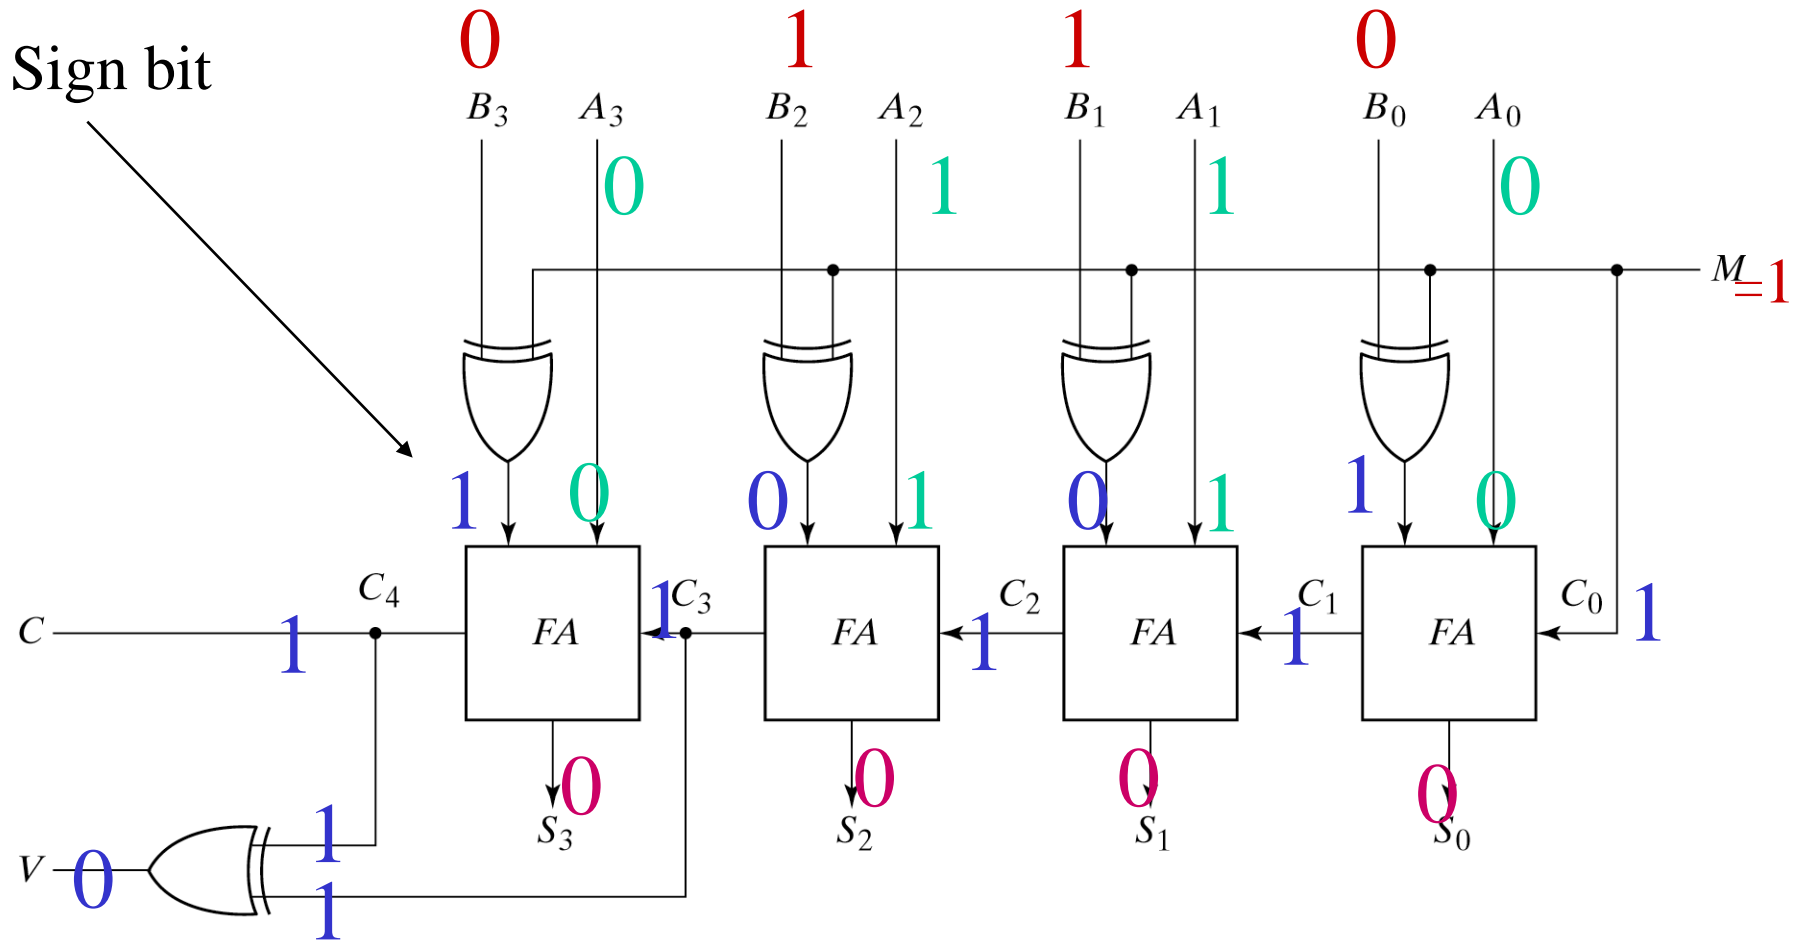 0 1 1 0
Sign bit
B3 A3 B2 A2 B1 A1 B0 A0
0 1 1 0
M =1
1 0 0 1 0 1 1 0
C4 1 C3 C2 C1 C0 1
C 1 FA FA 1 FA 1 FA
0 0 0 0
S3 S2 S1 S0
1
V 0
1